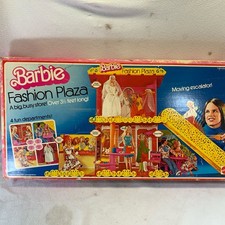 Barbie
Fashion Plaza
A big, busy store! Over 3½ feet long!
4 fun departments!
Barbie
Fashion Plaza
Moving escalator!